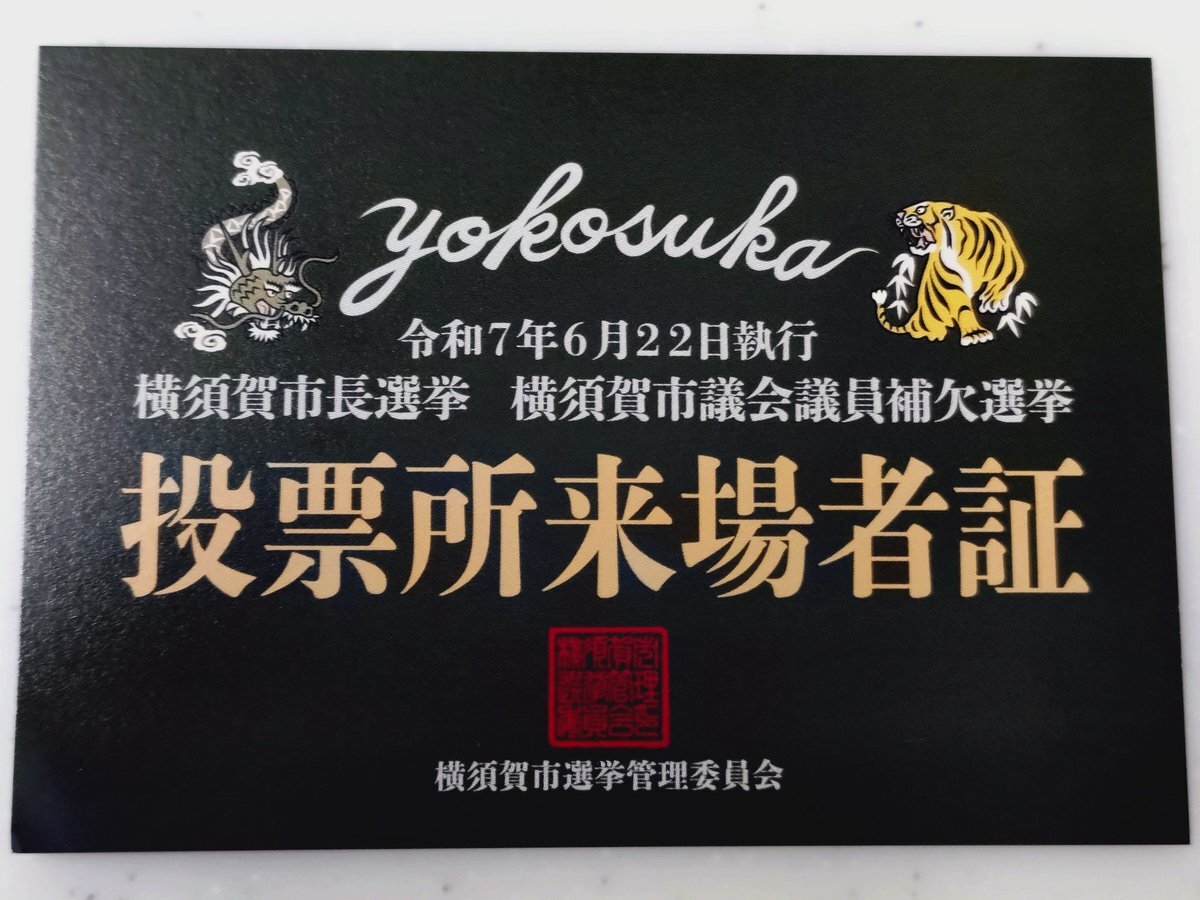 yokosuka
令和7年6月22日執行
横須賀市長選挙　横須賀市議会議員補欠選挙
投票所来場者証
横須賀市選挙管理委員会